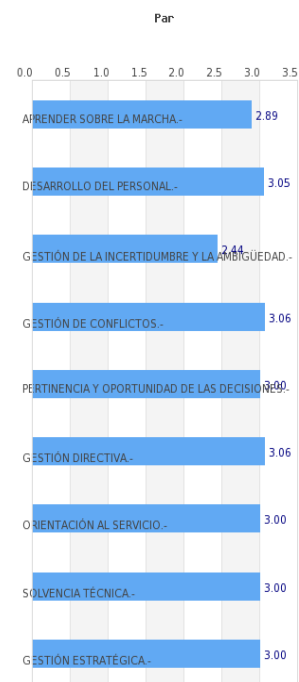 Par
0.0 0.5 1.0 1.5 2.0 2.5 3.0 3.5
APRENDER SOBRE LA MARCHA.- 2.89
DESARROLLO DEL PERSONAL.- 3.05
GESTIÓN DE LA INCERTIDUMBRE Y LA AMBIGÜEDAD.- 2.44
GESTIÓN DE CONFLICTOS.- 3.06
PERTINENCIA Y OPORTUNIDAD DE LAS DECISIONES.- 3.00
GESTIÓN DIRECTIVA.- 3.06
ORIENTACIÓN AL SERVICIO.- 3.00
SOLVENCIA TÉCNICA.- 3.00
GESTIÓN ESTRATÉGICA.- 3.00